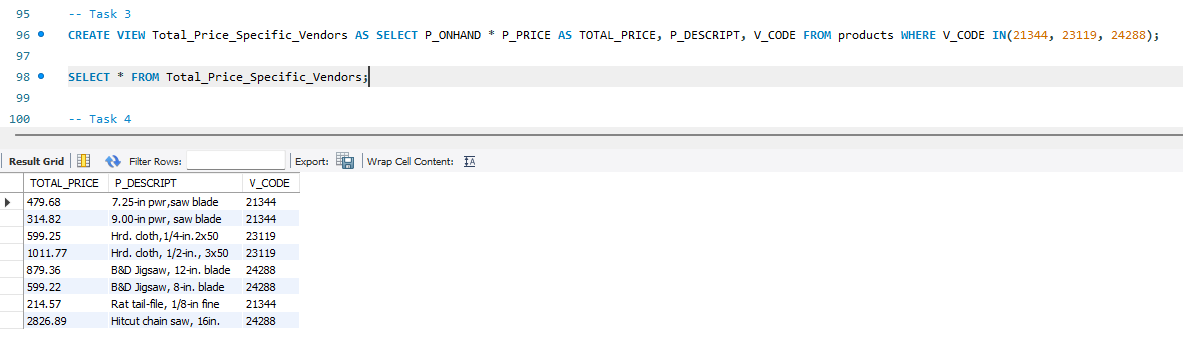 95 -- Task 3
96 CREATE VIEW Total_Price_Specific_Vendors AS SELECT P_ONHAND * P_PRICE AS TOTAL_PRICE, P_DESCRIPT, V_CODE FROM products WHERE V_CODE IN(21344, 23119, 24288);
97
98 SELECT * FROM Total_Price_Specific_Vendors;
99
100 -- Task 4
Result Grid Filter Rows: Export: Wrap Cell Content:
TOTAL_PRICE P_DESCRIPT V_CODE
479.68 7.25-in pwr,saw blade 21344
314.82 9.00-in pwr, saw blade 21344
599.25 Hrd. cloth,1/4-in.2x50 23119
1011.77 Hrd. cloth, 1/2-in., 3x50 23119
879.36 B&D Jigsaw, 12-in. blade 24288
599.22 B&D Jigsaw, 8-in. blade 24288
214.57 Rat tail-file, 1/8-in fine 21344
2826.89 Hitcut chain saw, 16in. 24288